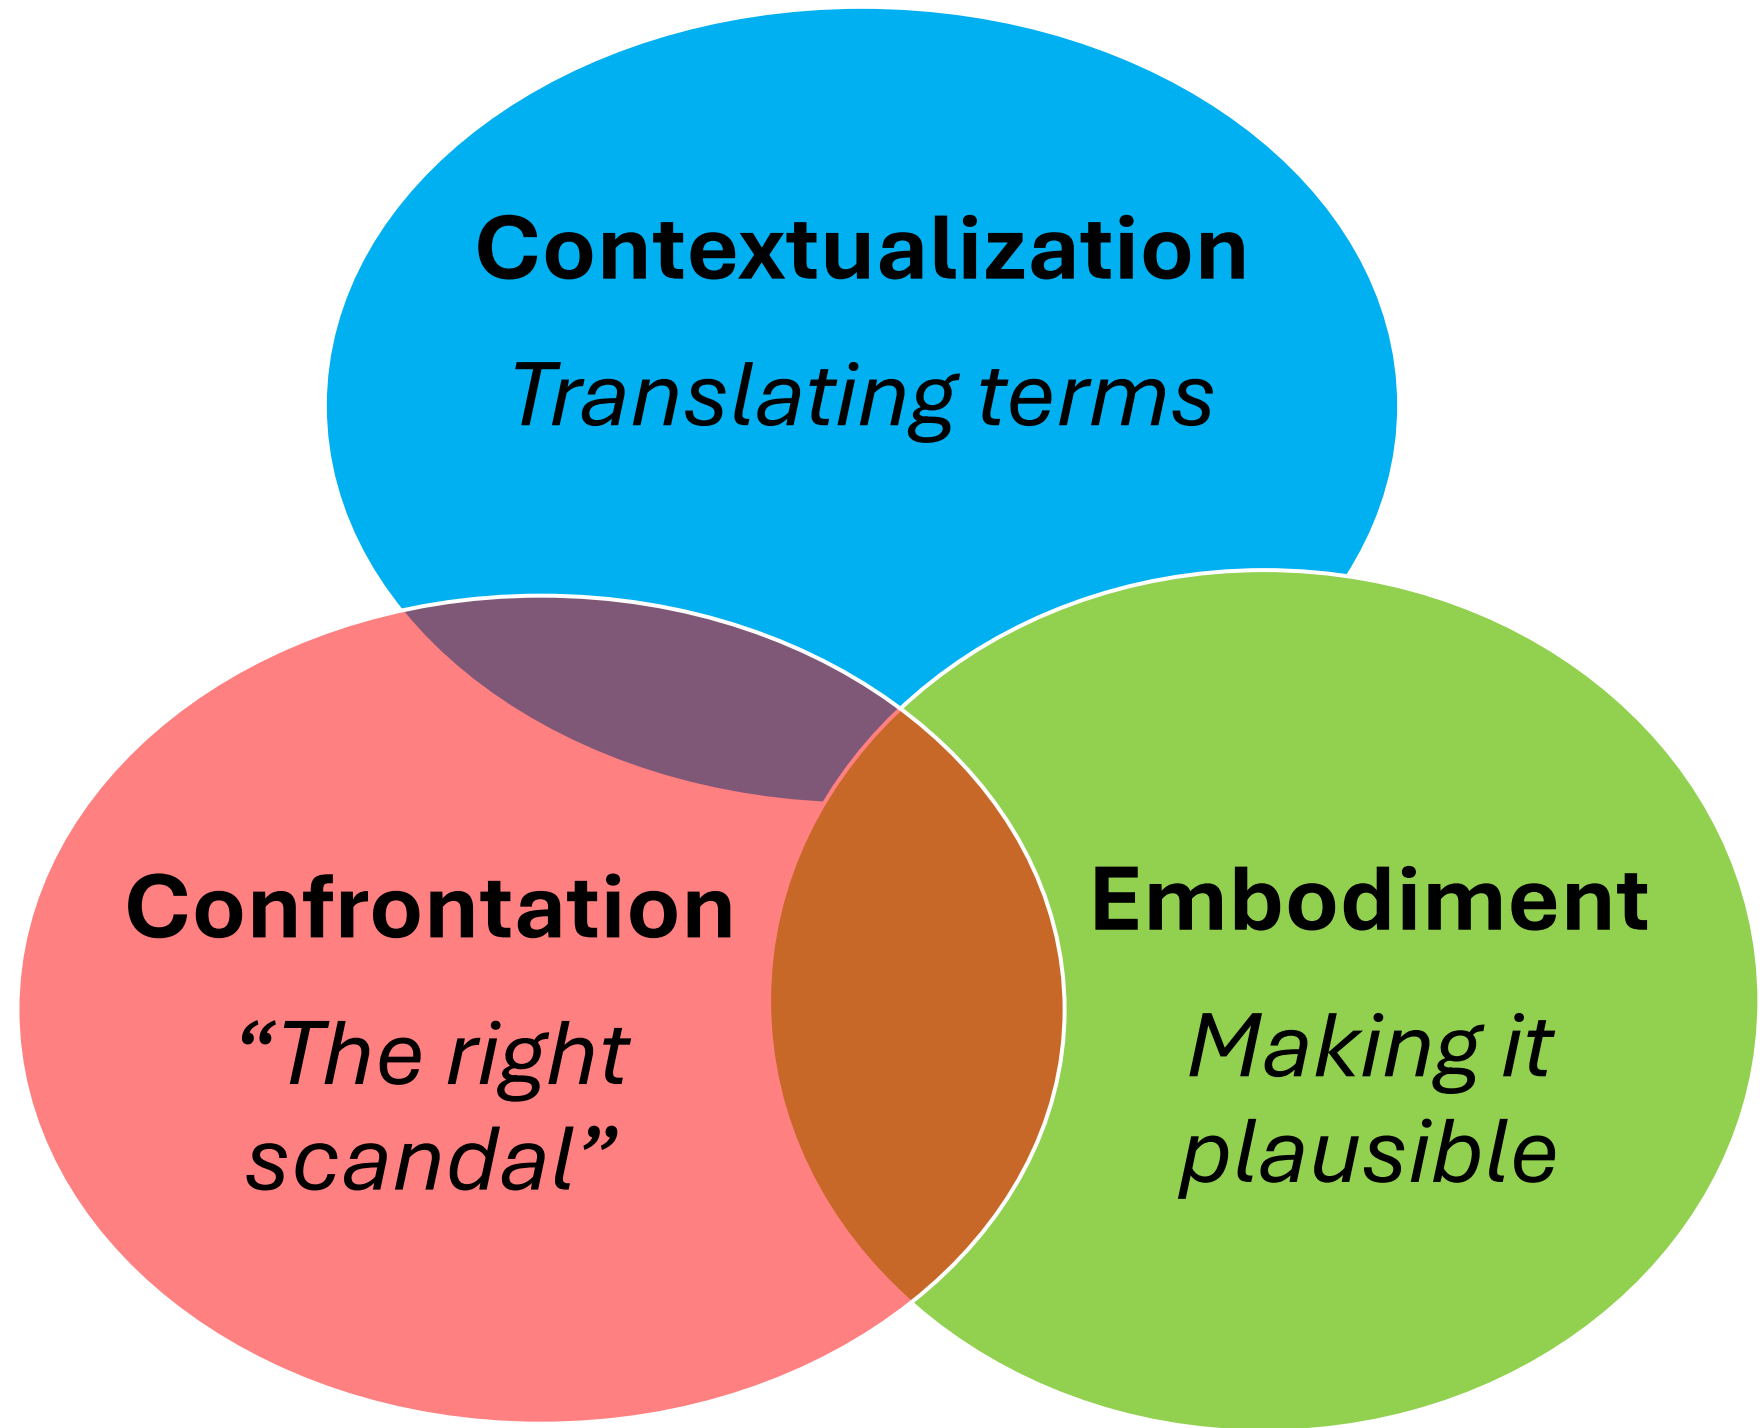 Contextualization
Translating terms
Confrontation
“The right
scandal”
Embodiment
Making it
plausible